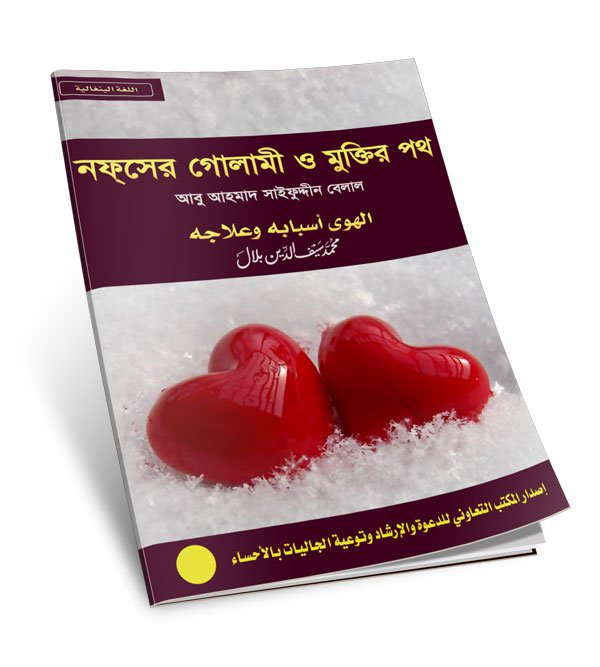 اللغة البنغالية
নফ্সের গোলামী ও মুক্তির পথ
আবু আহমাদ সাইফুদ্দীন বেলাল
الهوى أسبابه وعلاجه
محمد سيف الدين بلال
إصدار المكتب التعاوني للدعوة والإرشاد وتوعية الجاليات بالأحساء